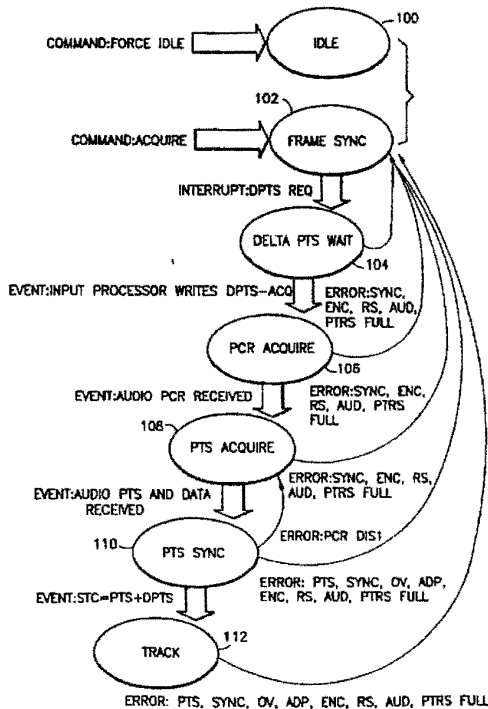 100
COMMAND:FORCE IDLE
IDLE
102
COMMAND:ACQUIRE
FRAME SYNC
INTERRUPT:DPTS REQ
DELTA PTS WAIT
104
EVENT:INPUT PROCESSOR WRITES DPTS-ACQ
ERROR:SYNC,
ENC, RS, AUD,
PTRS FULL
PCR ACQUIRE
106
EVENT:AUDIO PCR RECEIVED
ERROR:SYNC, ENC,
RS, AUD, PTRS
FULL
108
PTS ACQUIRE
EVENT:AUDIO PTS AND DATA
RECEIVED
ERROR:SYNC, ENC, RS,
AUD, PTRS FULL
110
PTS SYNC
ERROR:PCR DIS1
EVENT:STC=PTS+DPTS
ERROR: PTS, SYNC, OV, ADP,
ENC, RS, AUD, PTRS FULL
112
TRACK
ERROR: PTS, SYNC, OV, ADP, ENC, RS, AUD, PTRS FULL